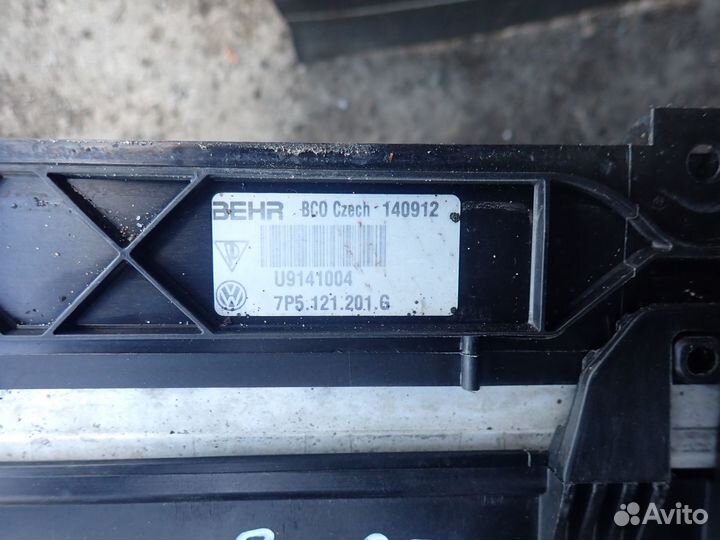 BEHR BCO Czech - 140912
U9141004
7P5.121.201.G
Avito